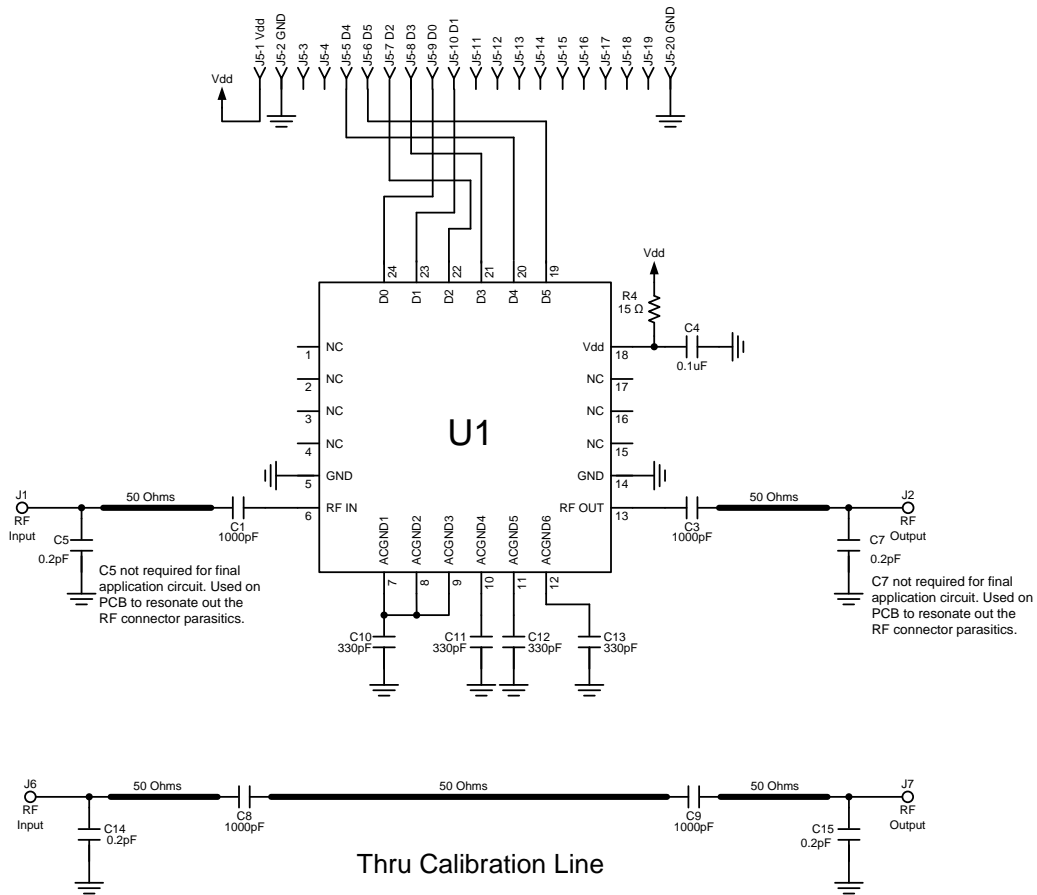 J5-1 Vdd
J5-2 GND
J5-3
J5-4
J5-5 D4
J5-6 D5
J5-7 D2
J5-8 D3
J5-9 D0
J5-10 D1
J5-11
J5-12
J5-13
J5-14
J5-15
J5-16
J5-17
J5-18
J5-19
J5-20 GND
Vdd
24
23
22
21
20
19
D0
D1
D2
D3
D4
D5
Vdd
R4
15 Ω
C4
0.1uF
NC
1
NC
2
NC
3
NC
4
GND
5
RF IN
6
U1
Vdd
18
NC
17
NC
16
NC
15
GND
14
RF OUT
13
J1
RF
Input
50 Ohms
C1
1000pF
C5
0.2pF
C5 not required for final
application circuit. Used on
PCB to resonate out the
RF connector parasitics.
ACGND1
ACGND2
ACGND3
ACGND4
ACGND5
ACGND6
7
8
9
10
11
12
C10
330pF
C11
330pF
C12
330pF
C13
330pF
C3
1000pF
50 Ohms
J2
RF
Output
C7
0.2pF
C7 not required for final
application circuit. Used on
PCB to resonate out the
RF connector parasitics.
J6
RF
Input
50 Ohms
C8
1000pF
50 Ohms
C9
1000pF
50 Ohms
J7
RF
Output
C14
0.2pF
C15
0.2pF
Thru Calibration Line